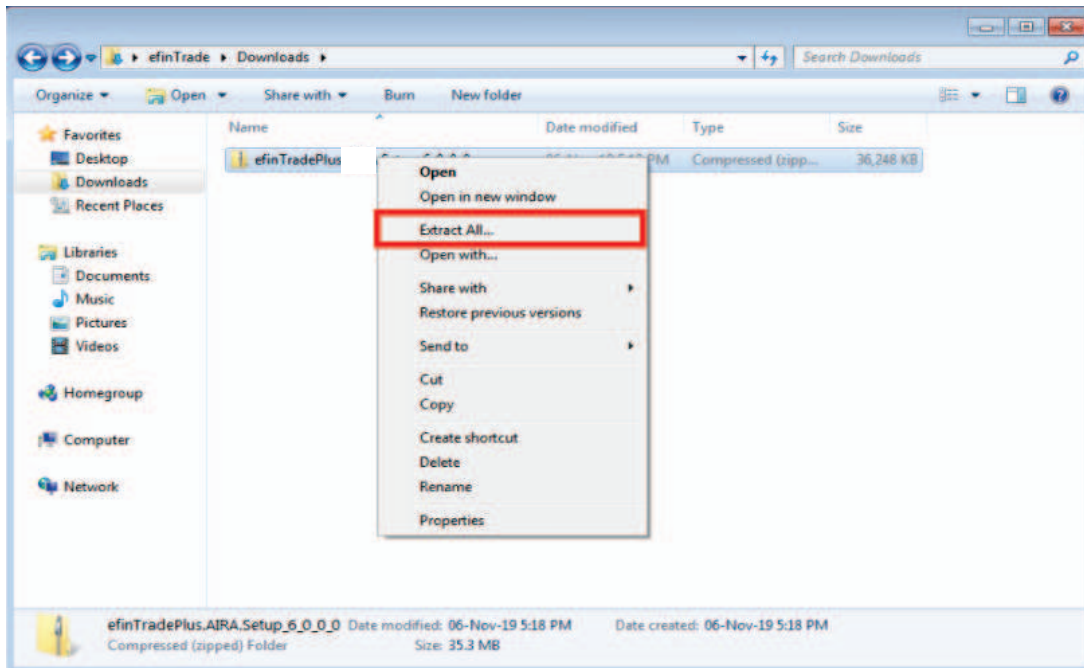 efinTrade ▸ Downloads ▸ Search Downloads
Organize Open Share with Burn New folder
Name Date modified Type Size
Favorites
Desktop
Downloads
Recent Places
Libraries
Documents
Music
Pictures
Videos
Homegroup
Computer
Network
efinTradePlus PM Compressed (zipp... 36,248 KB
Open
Open in new window
Extract All...
Open with...
Share with
Restore previous versions
Send to
Cut
Copy
Create shortcut
Delete
Rename
Properties
efinTradePlus.AIRA.Setup_6_0_0_0 Date modified: 06-Nov-19 5:18 PM Date created: 06-Nov-19 5:18 PM
Compressed (zipped) Folder Size: 35.3 MB